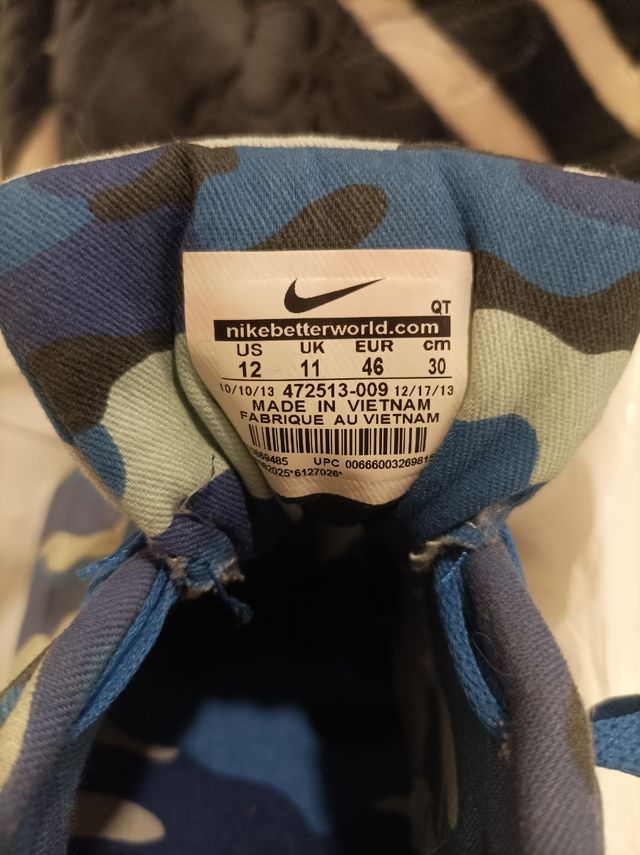 QT
nikebetterworld.com
US UK EUR cm
12 11 46 30
10/10/13 472513-009 12/17/13
MADE IN VIETNAM
FABRIQUE AU VIETNAM
UPC